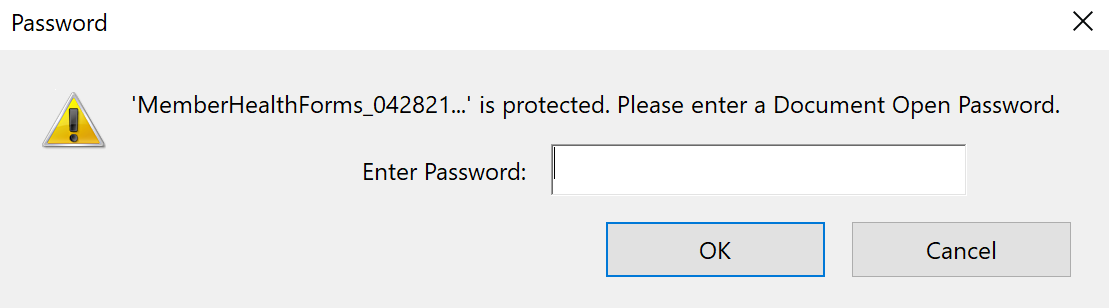 Password
'MemberHealthForms_042821...' is protected. Please enter a Document Open Password.
Enter Password:
OK
Cancel